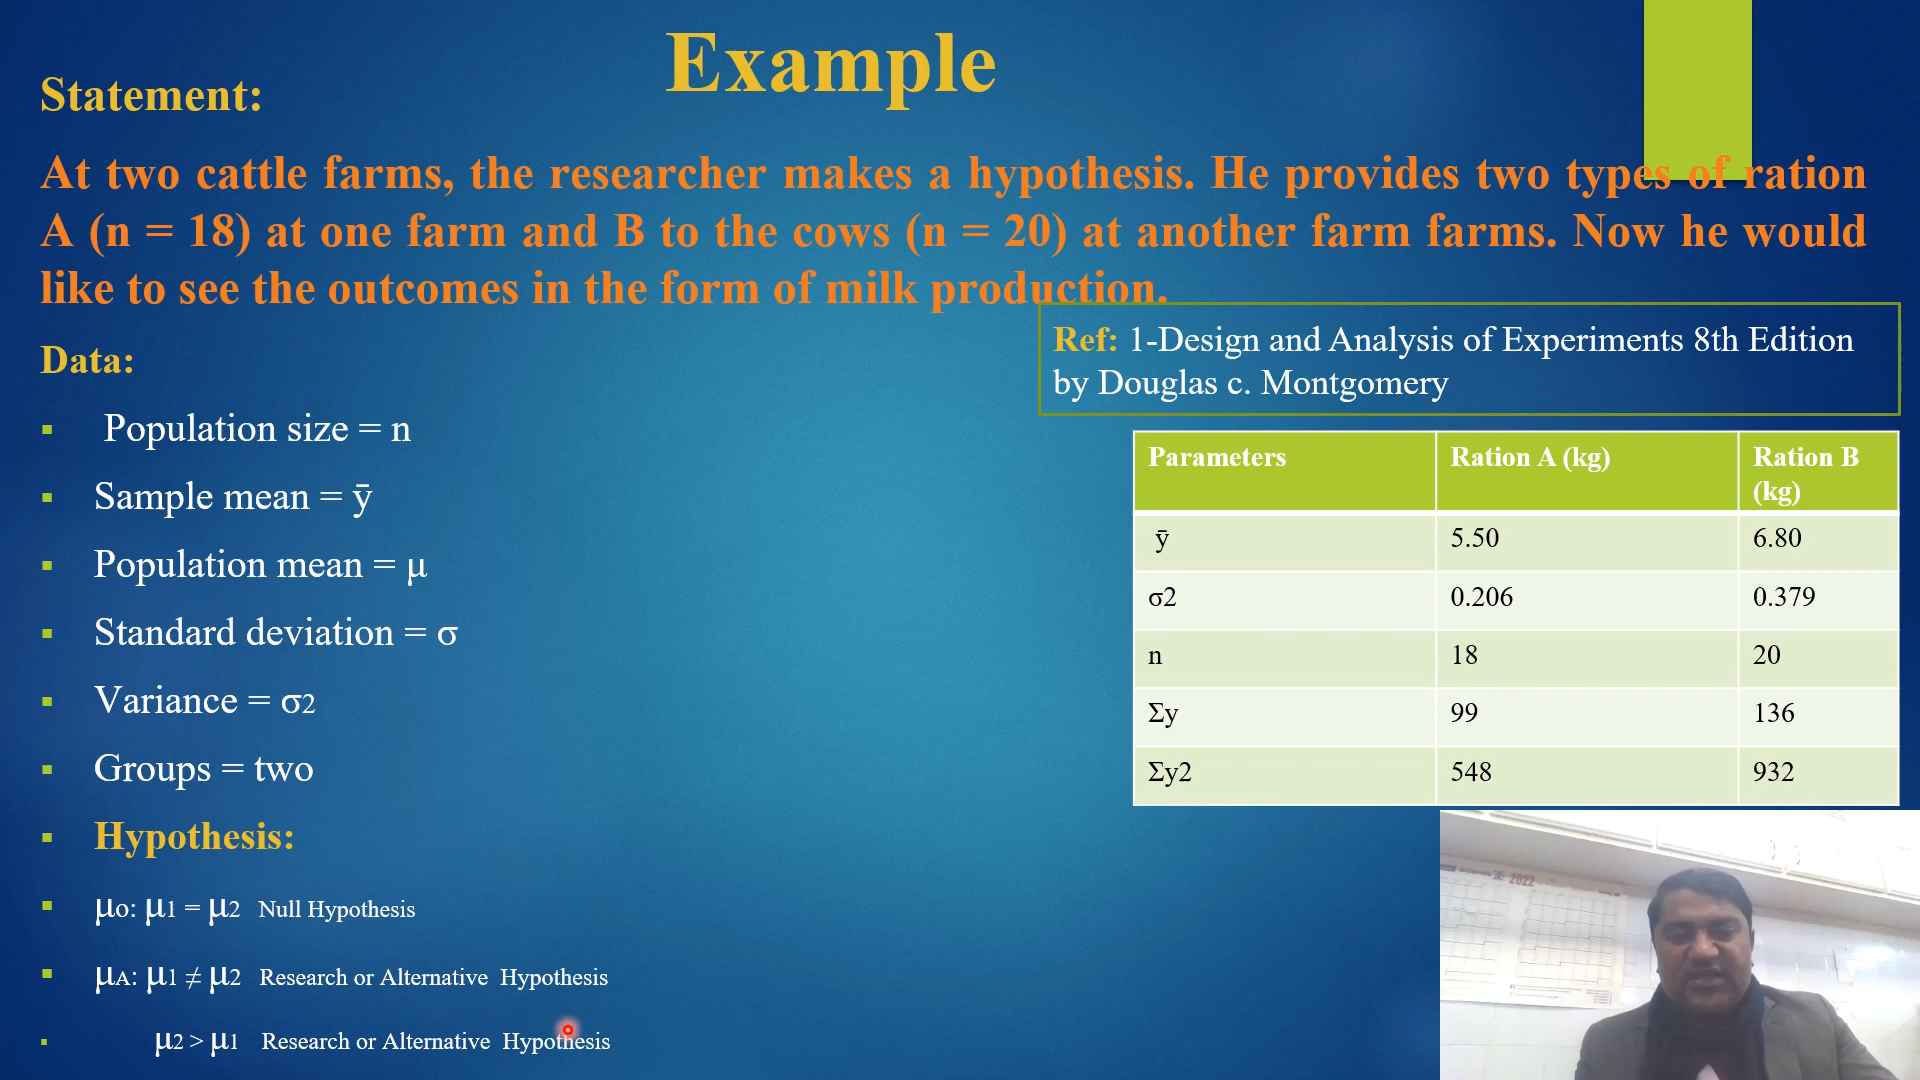 Example
Statement:
At two cattle farms, the researcher makes a hypothesis. He provides two types of ration
A (n = 18) at one farm and B to the cows (n = 20) at another farm farms. Now he would
like to see the outcomes in the form of milk production.
Ref: 1-Design and Analysis of Experiments 8th Edition
by Douglas c. Montgomery
Data:
▪ Population size = n
▪ Sample mean = ȳ
▪ Population mean = μ
▪ Standard deviation = σ
▪ Variance = σ2
▪ Groups = two
▪ Hypothesis:
▪ μo: μ1 = μ2 Null Hypothesis
▪ μA: μ1 ≠ μ2 Research or Alternative Hypothesis
▪ μ2 > μ1 Research or Alternative Hypothesis
Parameters Ration A (kg) Ration B
(kg)
ȳ 5.50 6.80
σ2 0.206 0.379
n 18 20
Σy 99 136
Σy2 548 932
2022